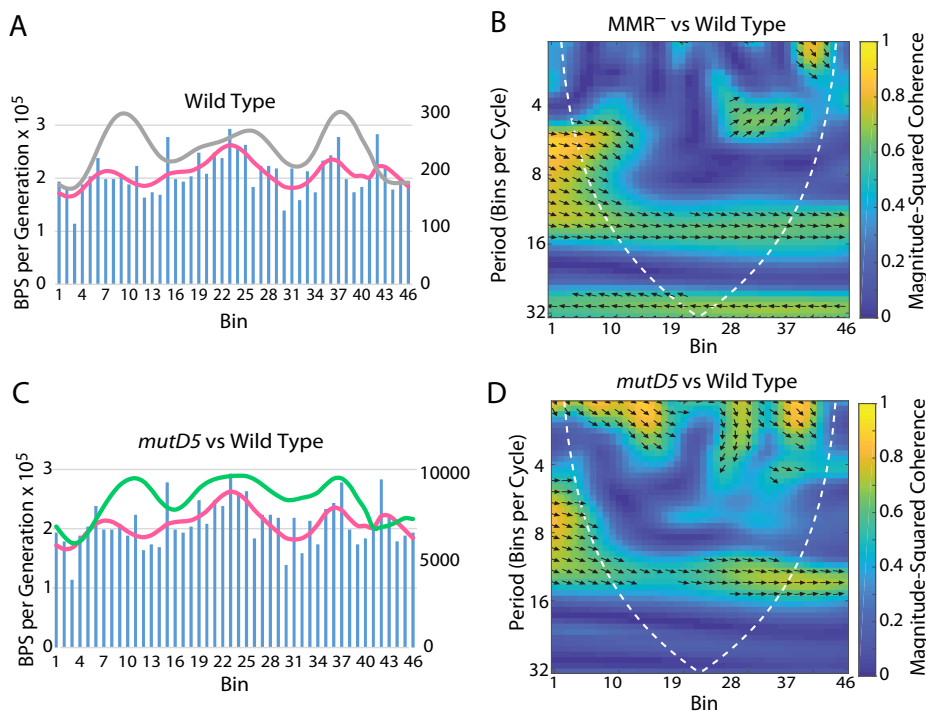 A
Wild Type
BPS per Generation x 10⁵
3
2
1
0
300
200
100
0
1 4 7 10 13 16 19 22 25 28 31 34 37 40 43 46
Bin
B
MMR⁻ vs Wild Type
Period (Bins per Cycle)
4
8
16
32
1 10 19 28 37 46
Bin
1
0.8
0.6
0.4
0.2
0
Magnitude-Squared Coherence
C
mutD5 vs Wild Type
BPS per Generation x 10⁵
3
2
1
0
10000
5000
0
1 4 7 10 13 16 19 22 25 28 31 34 37 40 43 46
Bin
D
mutD5 vs Wild Type
Period (Bins per Cycle)
4
8
16
32
1 10 19 28 37 46
Bin
1
0.8
0.6
0.4
0.2
0
Magnitude-Squared Coherence